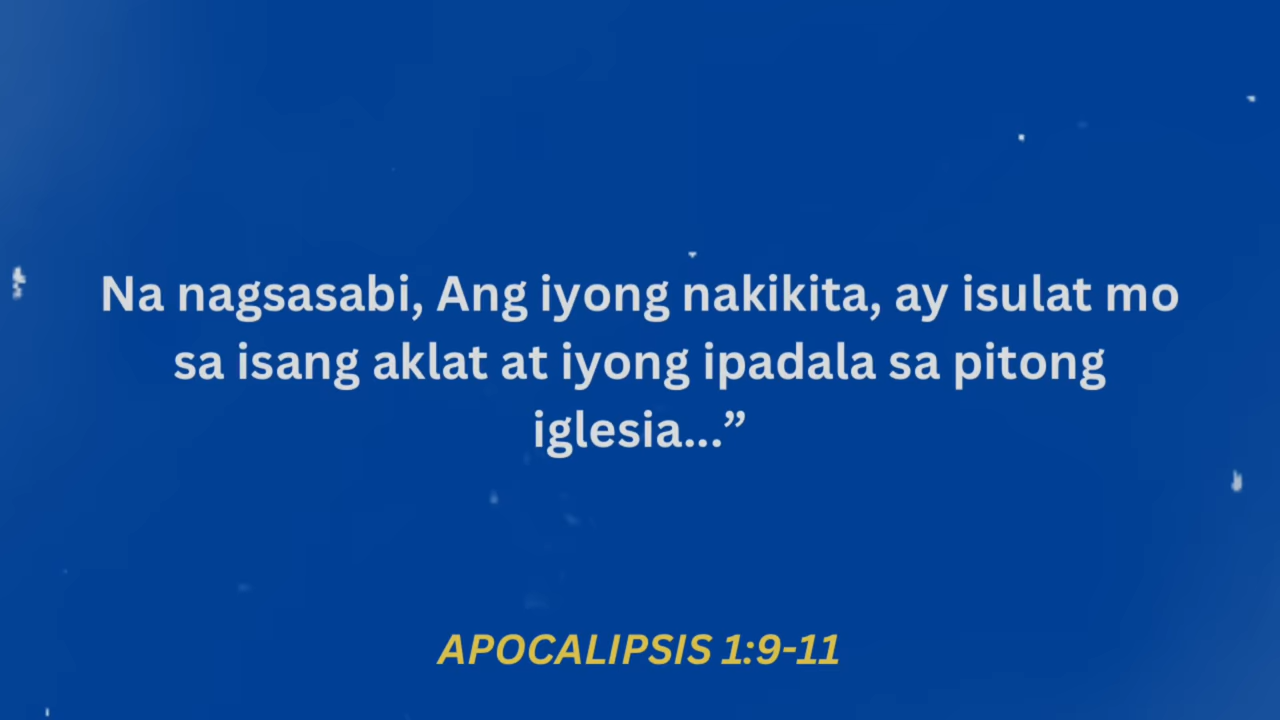 Na nagsasabi, Ang iyong nakikita, ay isulat mo
sa isang aklat at iyong ipadala sa pitong
iglesia...”
APOCALIPSIS 1:9-11